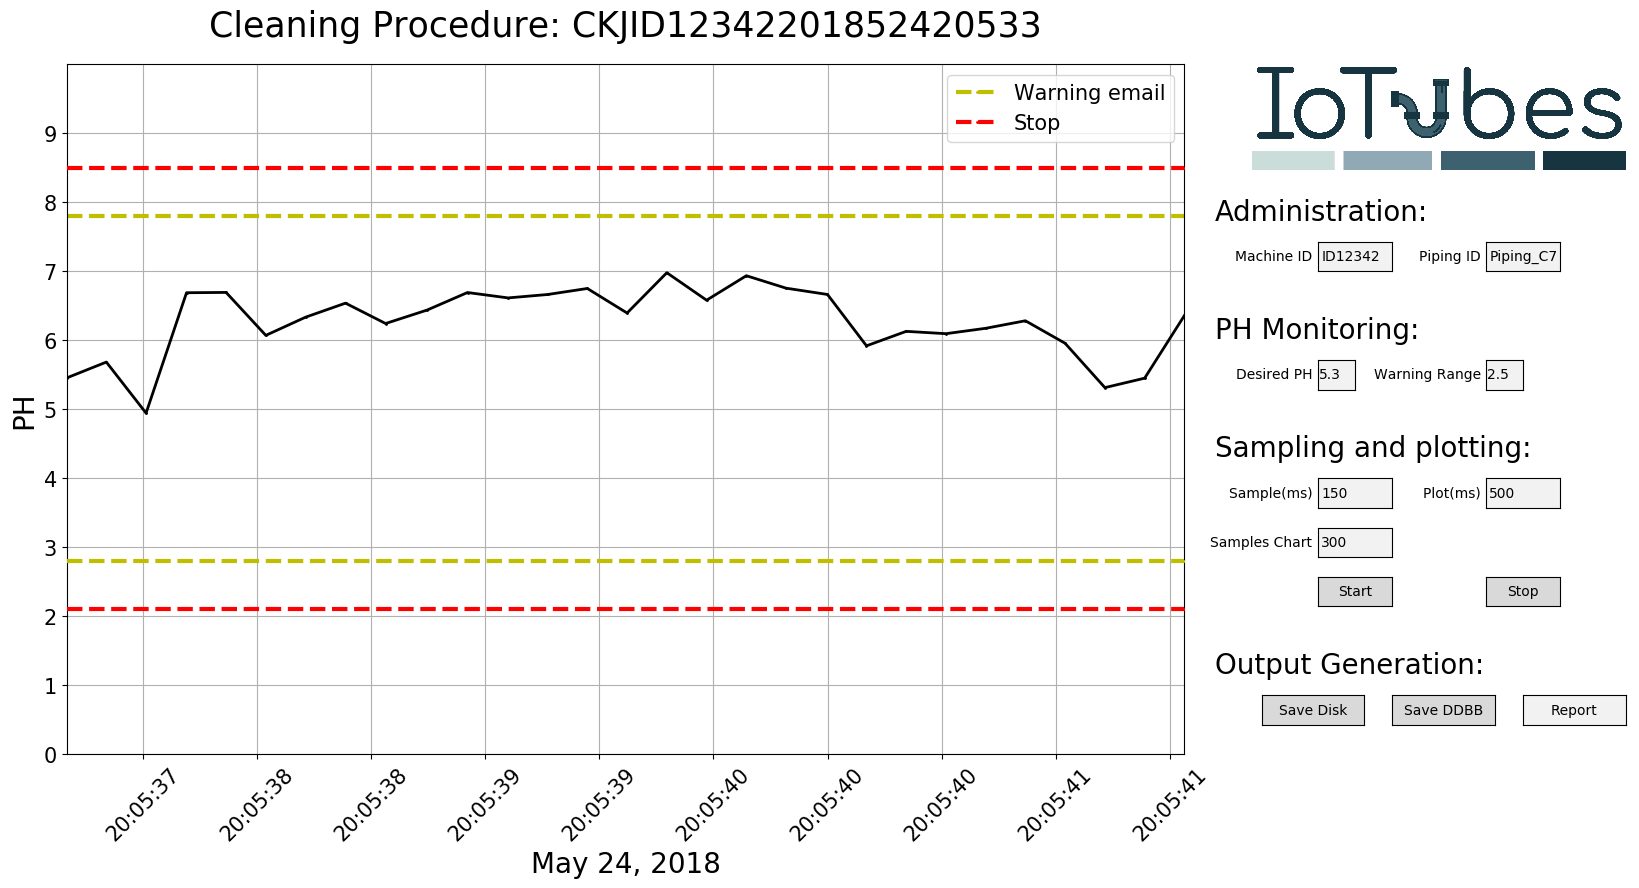 Cleaning Procedure: CKJID12342201852420533
Warning email
Stop
9
8
7
6
5
4
3
2
1
0
PH
20:05:37
20:05:38
20:05:38
20:05:39
20:05:39
20:05:40
20:05:40
20:05:40
20:05:41
20:05:41
May 24, 2018
IoTubes
Administration:
Machine ID ID12342 Piping ID Piping_C7
PH Monitoring:
Desired PH 5.3 Warning Range 2.5
Sampling and plotting:
Sample(ms) 150 Plot(ms) 500
Samples Chart 300
Start Stop
Output Generation:
Save Disk Save DDBB Report